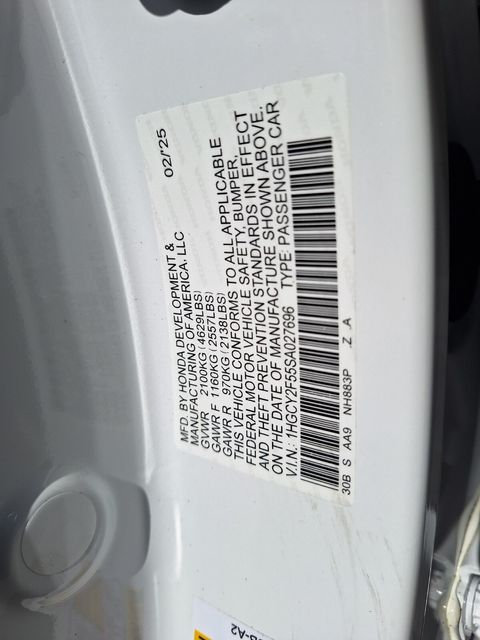 MFD. BY HONDA DEVELOPMENT &
MANUFACTURING OF AMERICA, LLC 02/'25
GVWR 2100KG (4629LBS)
GAWR F 1160KG (2557LBS)
GAWR R 970KG (2138LBS)
THIS VEHICLE CONFORMS TO ALL APPLICABLE
FEDERAL MOTOR VEHICLE SAFETY, BUMPER,
AND THEFT PREVENTION STANDARDS IN EFFECT
ON THE DATE OF MANUFACTURE SHOWN ABOVE.
V.I.N.: 1HGCY2F55SA027696 TYPE: PASSENGER CAR
30B S AA9 NH883P .Z .A